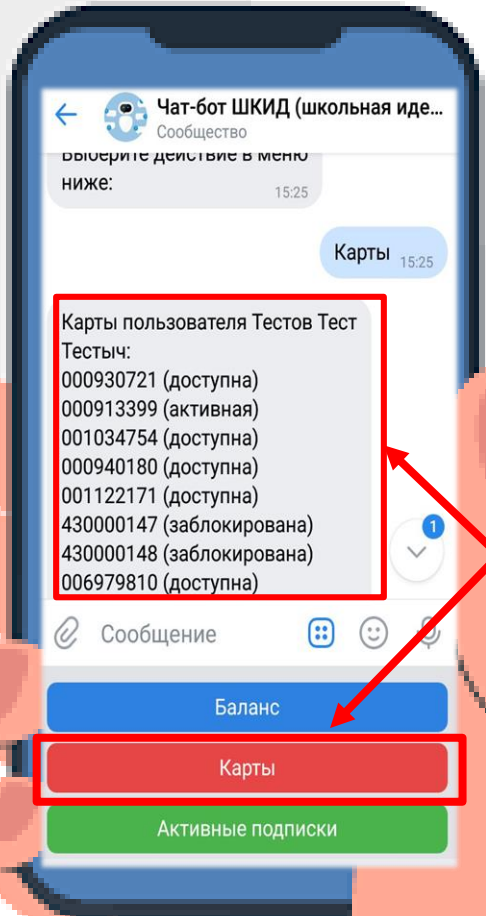 Чат-бот ШКИД (школьная иде...
Сообщество
Выберите действие в меню
ниже:
15:25
Карты
15:25
Карты пользователя Тестов Тест
Тестыч:
000930721 (доступна)
000913399 (активная)
001034754 (доступна)
000940180 (доступна)
001122171 (доступна)
430000147 (заблокирована)
430000148 (заблокирована)
006979810 (доступна)
1
Сообщение
Баланс
Карты
Активные подписки